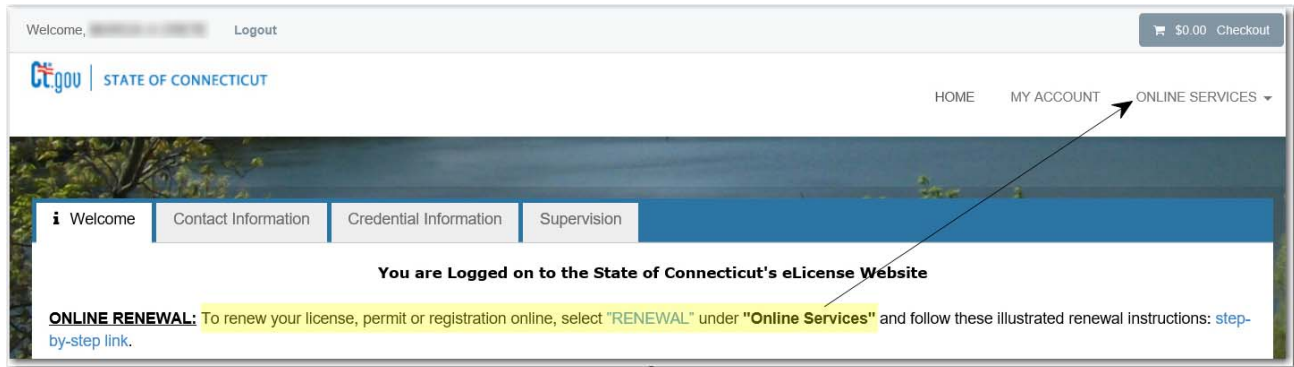 Welcome, Logout $0.00 Checkout
Ct.gov STATE OF CONNECTICUT
HOME MY ACCOUNT ONLINE SERVICES
i Welcome Contact Information Credential Information Supervision
You are Logged on to the State of Connecticut's eLicense Website
ONLINE RENEWAL: To renew your license, permit or registration online, select "RENEWAL" under "Online Services" and follow these illustrated renewal instructions: step-
by-step link.